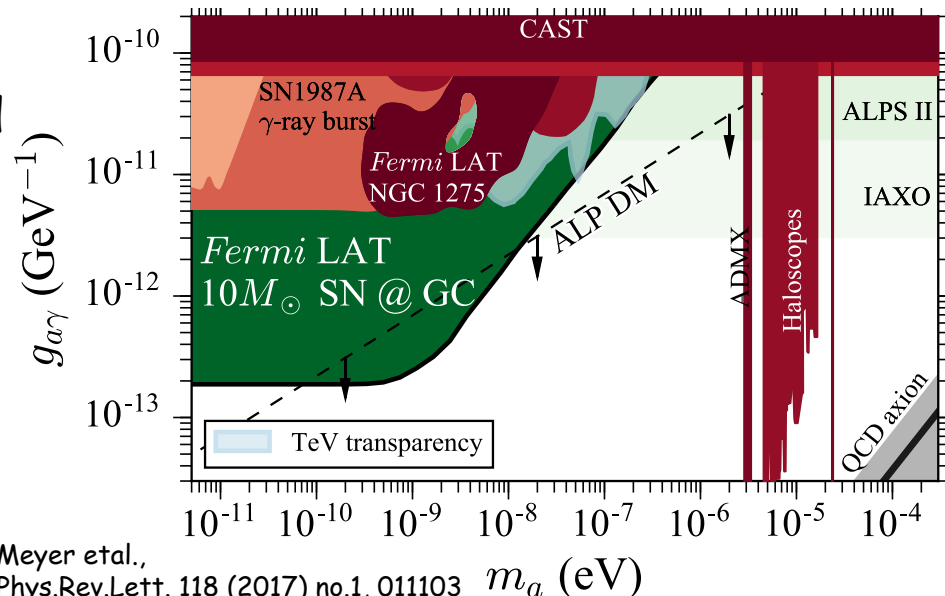 CAST
10⁻¹⁰
SN1987A
γ-ray burst
ALPS II
10⁻¹¹
Fermi LAT
NGC 1275
IAXO
ALP DM
gₐᵧ (GeV⁻¹)
Fermi LAT
10M☉ SN @ GC
10⁻¹²
ADMX
Haloscopes
10⁻¹³
TeV transparency
QCD axion
10⁻¹¹ 10⁻¹⁰ 10⁻⁹ 10⁻⁸ 10⁻⁷ 10⁻⁶ 10⁻⁵ 10⁻⁴
mₐ (eV)
Meyer etal.,
Phys.Rev.Lett. 118 (2017) no.1, 011103